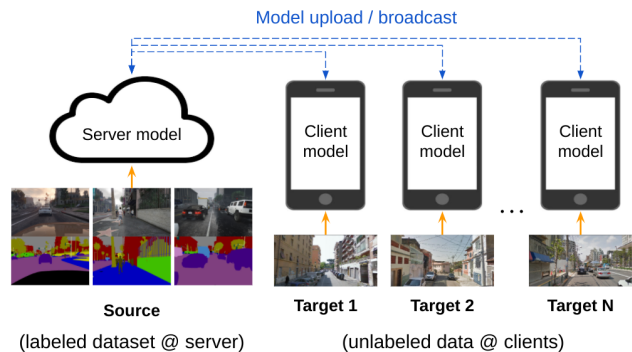 Model upload / broadcast
Server model
Client
model
Client
model
Client
model
...
Source
Target 1
Target 2
Target N
(labeled dataset @ server)
(unlabeled data @ clients)